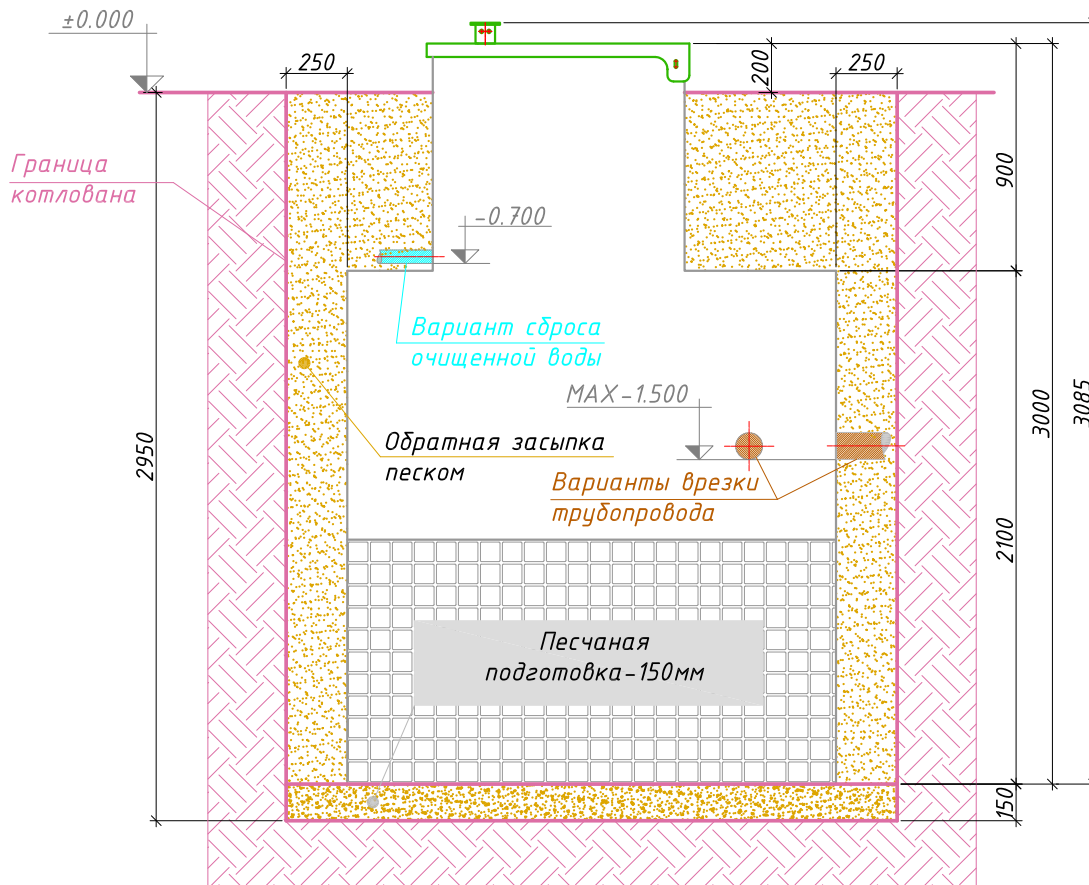 ±0.000
250
200
250
Граница
котлована
900
-0.700
Вариант сброса
очищенной воды
MAX-1.500
3000
3085
2950
Обратная засыпка
песком
Варианты врезки
трубопровода
2100
Песчаная
подготовка-150мм
150